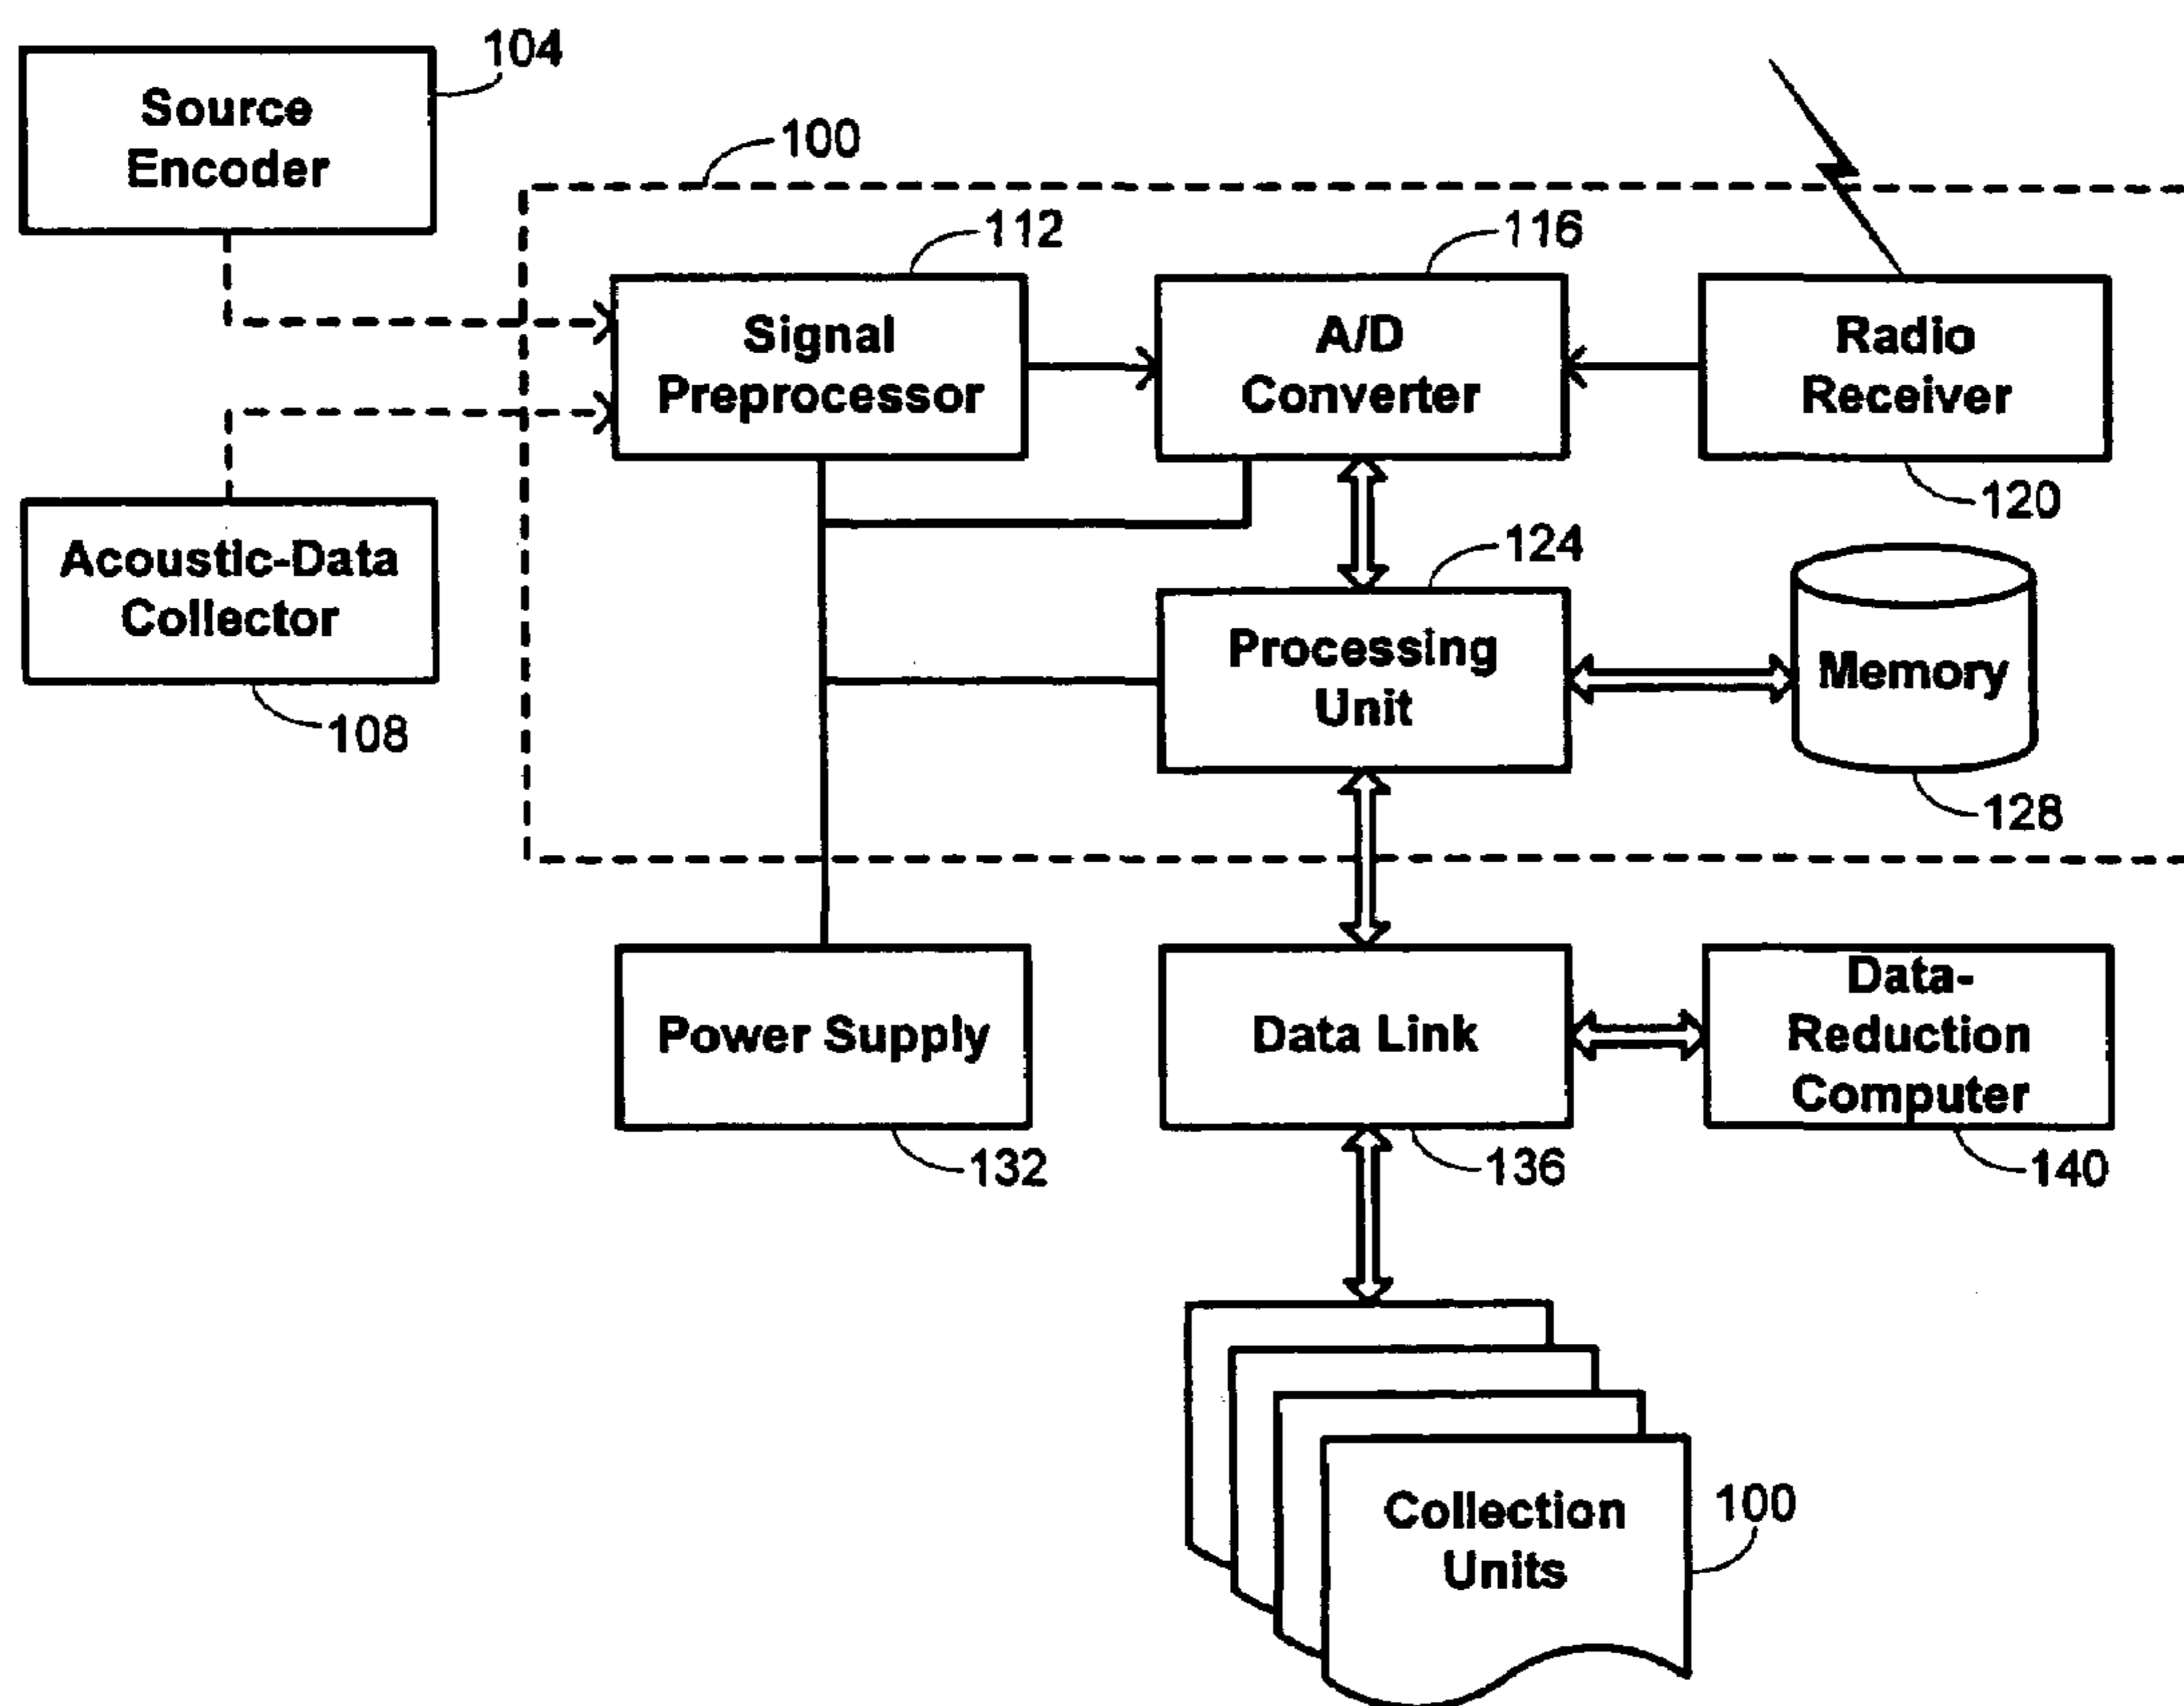 104
Source
Encoder
100
112
116
Signal
Preprocessor
A/D
Converter
Radio
Receiver
120
Acoustic-Data
Collector
108
124
Processing
Unit
Memory
128
Power Supply
132
Data Link
136
Data-
Reduction
Computer
140
Collection
Units
100